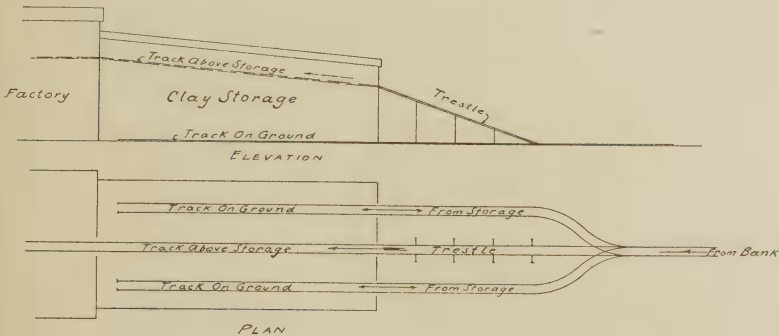 Track Above Storage
Trestle
Factory
Clay Storage
Track On Ground
ELEVATION
Track On Ground
From Storage
Track Above Storage
Trestle
From Bank
Track On Ground
From Storage
PLAN